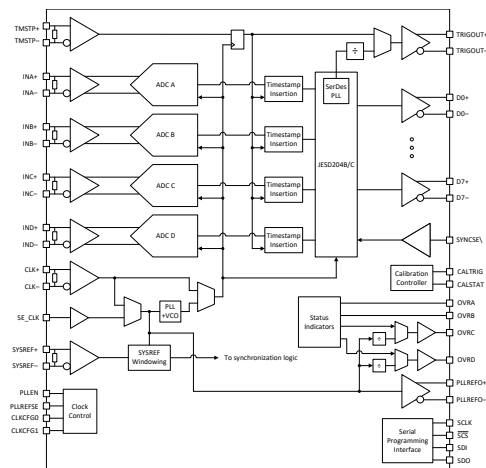 TMSTP+
TMSTP−
TRIGOUT+
TRIGOUT−
÷
INA+
INA−
ADC A
Timestamp
Insertion
SerDes
PLL
D0+
D0−
INB+
INB−
ADC B
Timestamp
Insertion
JESD204B/C
INC+
INC−
ADC C
Timestamp
Insertion
D7+
D7−
IND+
IND−
ADC D
Timestamp
Insertion
SYNCSE\
CLK+
CLK−
Calibration
Controller
CALTRIG
CALSTAT
SE_CLK
PLL
+VCO
Status
Indicators
OVRA
OVRB
OVRC
OVRD
÷
÷
SYSREF+
SYSREF−
SYSREF
Windowing
To synchronization logic
PLLREFO+
PLLREFO−
PLLEN
PLLREFSE
CLKCFG0
CLKCFG1
Clock
Control
Serial
Programming
Interface
SCLK
SCS
SDI
SDO